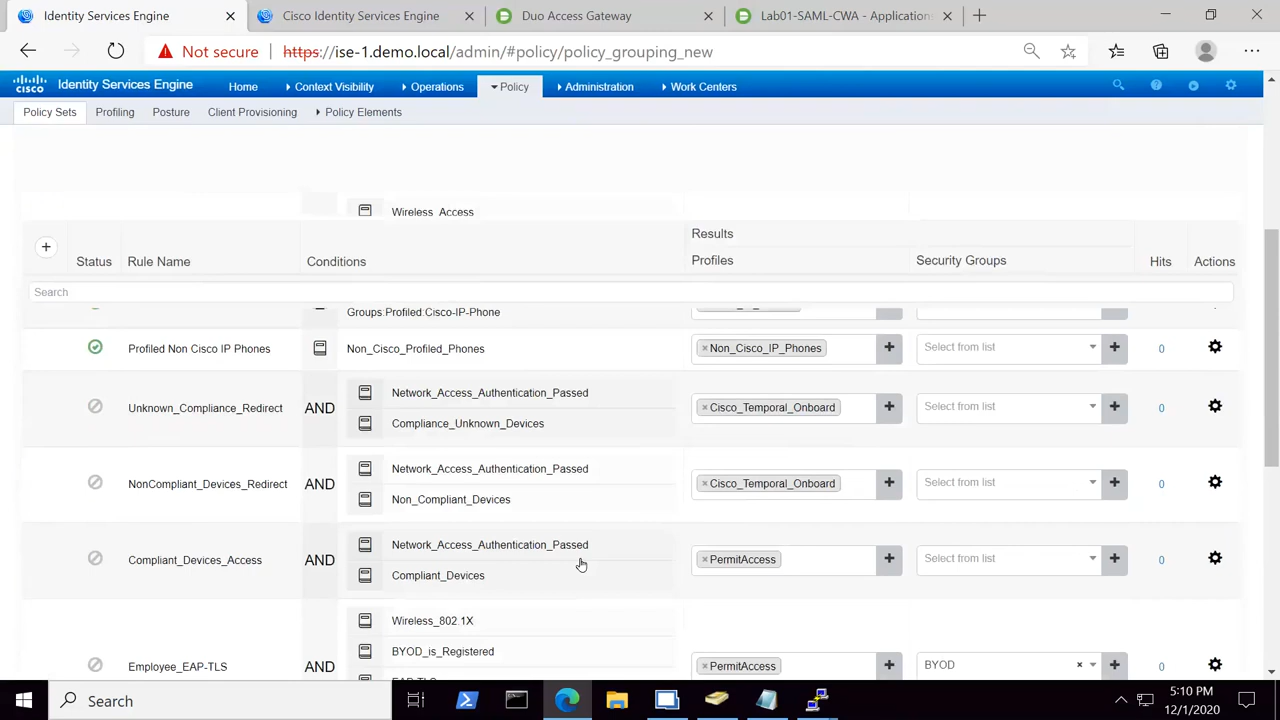 Identity Services Engine
Cisco Identity Services Engine
Duo Access Gateway
Lab01-SAML-CWA - Applications
Not secure
https://ise-1.demo.local/admin/#policy/policy_grouping_new
CISCO Identity Services Engine
Home
Context Visibility
Operations
Policy
Administration
Work Centers
Policy Sets
Profiling
Posture
Client Provisioning
Policy Elements
Wireless_Access
Results
Status
Rule Name
Conditions
Profiles
Security Groups
Hits
Actions
Search
Groups:Profiled:Cisco-IP-Phone
Profiled Non Cisco IP Phones
Non_Cisco_Profiled_Phones
×Non_Cisco_IP_Phones
Select from list
0
Unknown_Compliance_Redirect
AND
Network_Access_Authentication_Passed
Compliance_Unknown_Devices
×Cisco_Temporal_Onboard
Select from list
0
NonCompliant_Devices_Redirect
AND
Network_Access_Authentication_Passed
Non_Compliant_Devices
×Cisco_Temporal_Onboard
Select from list
0
Compliant_Devices_Access
AND
Network_Access_Authentication_Passed
Compliant_Devices
×PermitAccess
Select from list
0
Employee_EAP-TLS
AND
Wireless_802.1X
BYOD_is_Registered
EAP-TLS
×PermitAccess
BYOD
0
Search
5:10 PM
12/1/2020